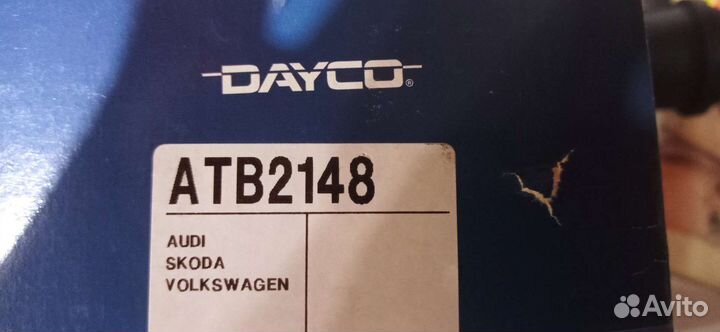 DAYCO®
ATB2148
AUDI
SKODA
VOLKSWAGEN
Avito